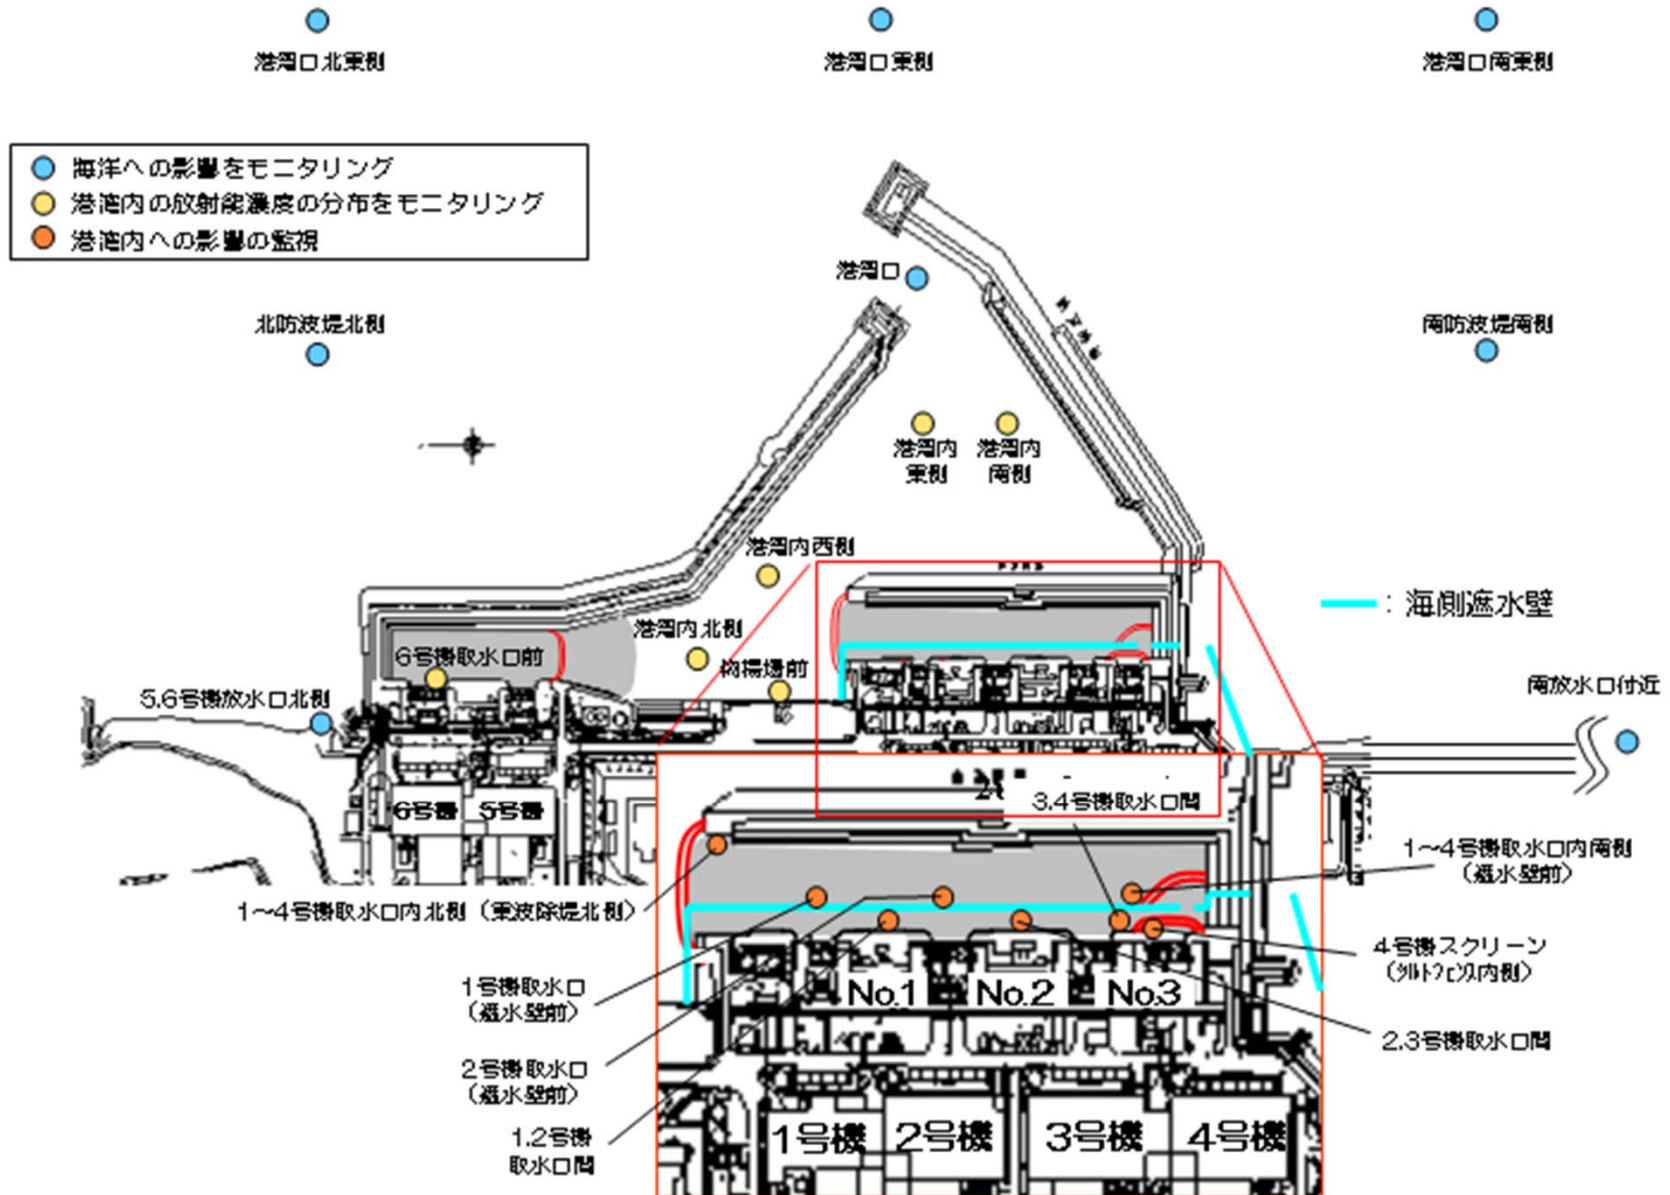 港湾口北東側
港湾口東側
港湾口南東側
海洋への影響をモニタリング
港湾内の放射能濃度の分布をモニタリング
港湾内への影響の監視
港湾口
北防波堤北側
南防波堤南側
港湾内
東側
港湾内
南側
港湾内西側
：海側遮水壁
港湾内北側
6号機取水口前
物揚場前
5.6号機放水口北側
南放水口付近
6号機
5号機
3.4号機取水口間
1～4号機取水口内南側
（遮水壁前）
1～4号機取水口内北側（東波除堤北側）
4号機スクリーン
（シルトフェンス内側）
1号機取水口
（遮水壁前）
No.1
No.2
No.3
2.3号機取水口間
2号機取水口
（遮水壁前）
1.2号機
取水口間
1号機
2号機
3号機
4号機